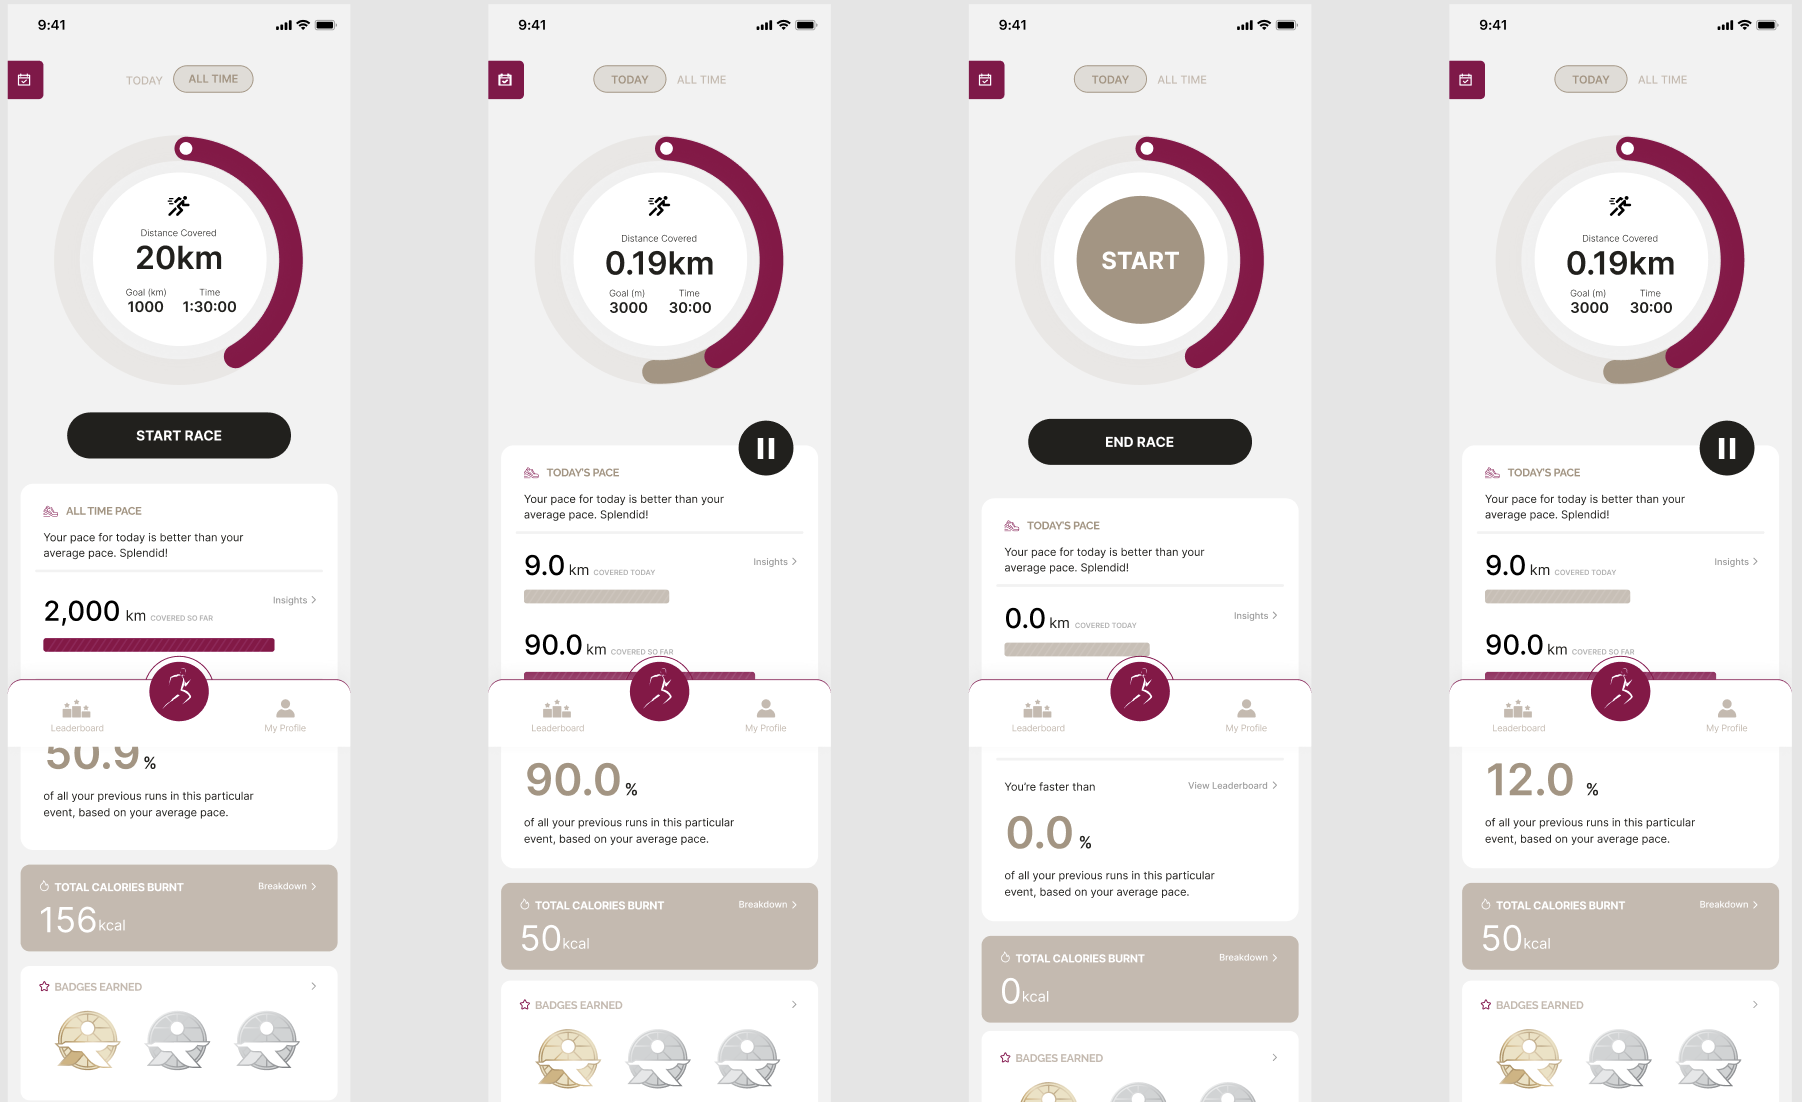 9:41
TODAY
ALL TIME
Distance Covered
20km
Goal (km) Time
1000 1:30:00
START RACE
ALL TIME PACE
Your pace for today is better than your
average pace. Splendid!
Insights
2,000 km COVERED SO FAR
Leaderboard
My Profile
50.9 %
of all your previous runs in this particular
event, based on your average pace.
TOTAL CALORIES BURNT
Breakdown
156kcal
BADGES EARNED
9:41
TODAY
ALL TIME
Distance Covered
0.19km
Goal (m) Time
3000 30:00
TODAY'S PACE
Your pace for today is better than your
average pace. Splendid!
9.0 km COVERED TODAY
Insights
90.0 km COVERED SO FAR
Leaderboard
My Profile
90.0 %
of all your previous runs in this particular
event, based on your average pace.
TOTAL CALORIES BURNT
Breakdown
50kcal
BADGES EARNED
9:41
TODAY
ALL TIME
START
END RACE
TODAY'S PACE
Your pace for today is better than your
average pace. Splendid!
0.0 km COVERED TODAY
Insights
Leaderboard
My Profile
You're faster than
View Leaderboard
0.0 %
of all your previous runs in this particular
event, based on your average pace.
TOTAL CALORIES BURNT
Breakdown
0kcal
BADGES EARNED
9:41
TODAY
ALL TIME
Distance Covered
0.19km
Goal (m) Time
3000 30:00
TODAY'S PACE
Your pace for today is better than your
average pace. Splendid!
9.0 km COVERED TODAY
Insights
90.0 km COVERED SO FAR
Leaderboard
My Profile
12.0 %
of all your previous runs in this particular
event, based on your average pace.
TOTAL CALORIES BURNT
Breakdown
50kcal
BADGES EARNED